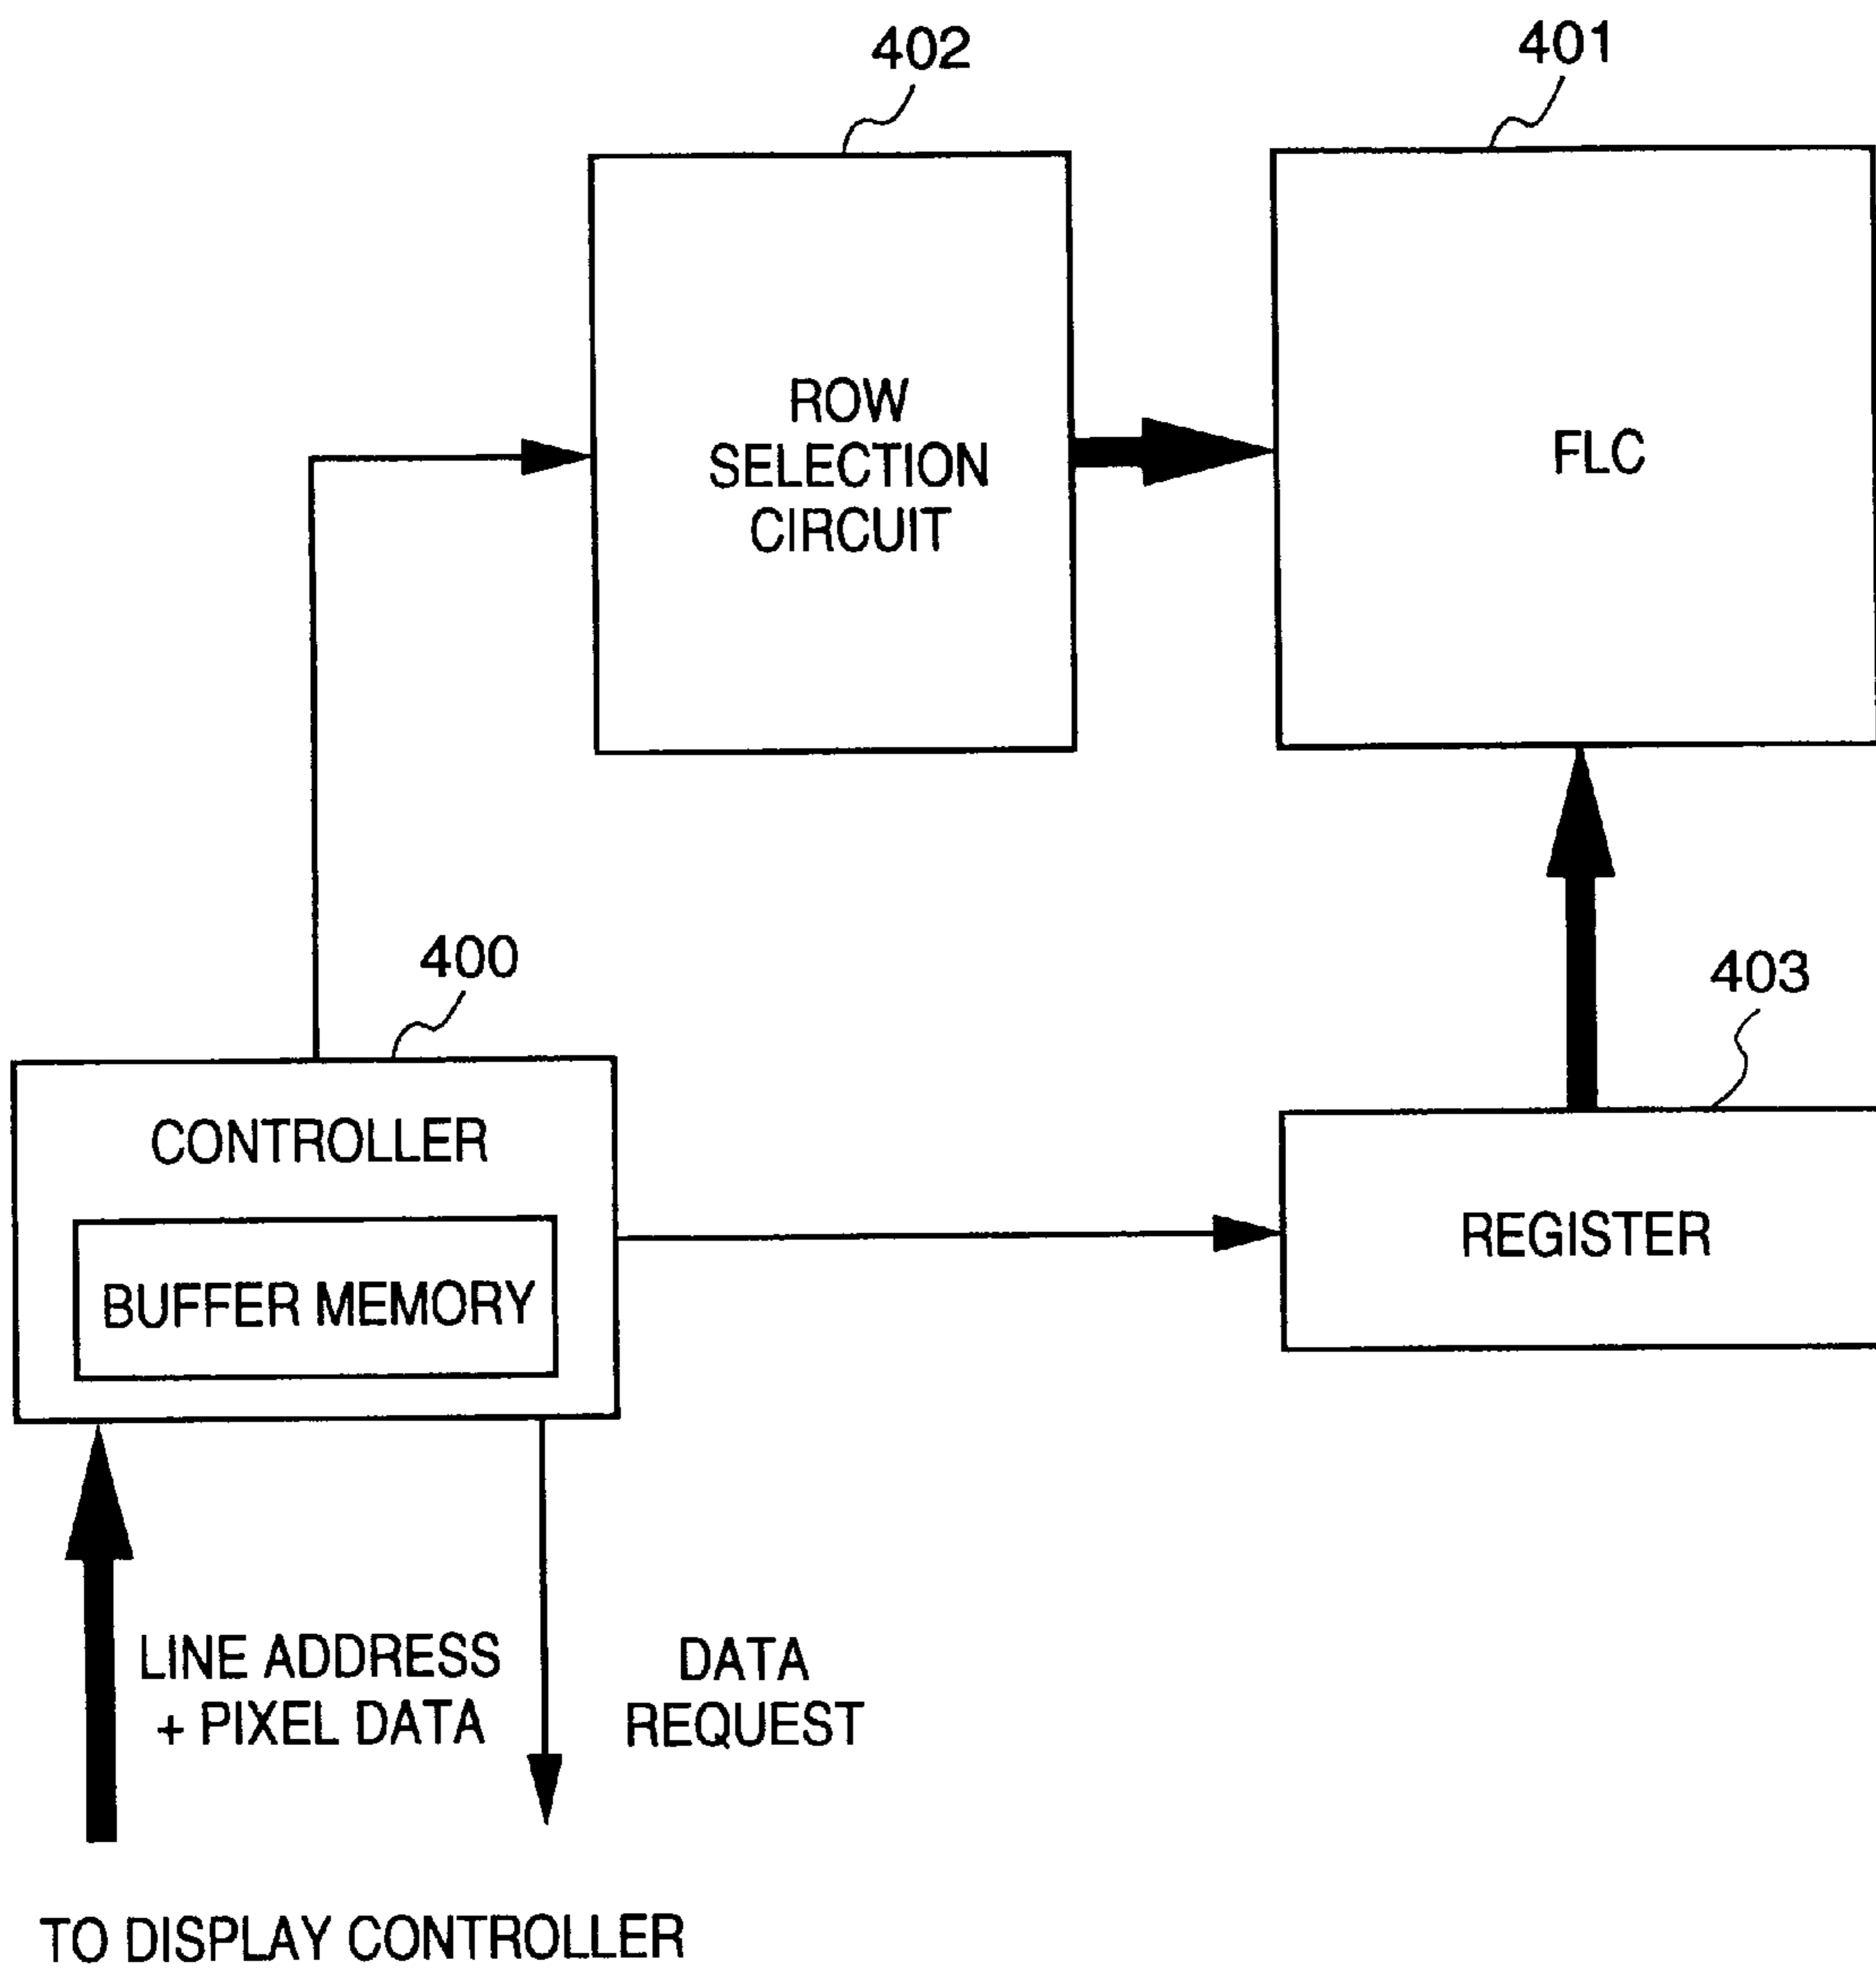 402
401
ROW
SELECTION
CIRCUIT
FLC
400
403
CONTROLLER
BUFFER MEMORY
REGISTER
LINE ADDRESS
+ PIXEL DATA
DATA
REQUEST
TO DISPLAY CONTROLLER